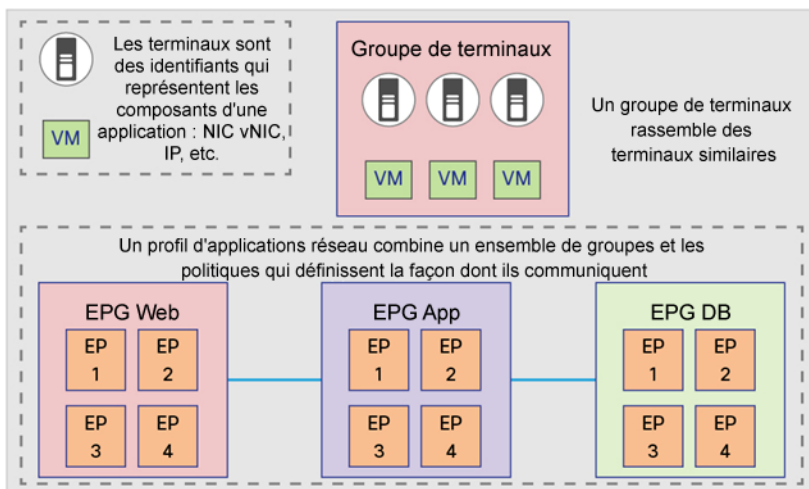 Les terminaux sont
des identifiants qui
représentent les
composants d'une
application : NIC vNIC,
IP, etc.
VM
Groupe de terminaux
VM VM VM
Un groupe de terminaux
rassemble des
terminaux similaires
Un profil d'applications réseau combine un ensemble de groupes et les
politiques qui définissent la façon dont ils communiquent
EPG Web
EP
1
EP
2
EP
3
EP
4
EPG App
EP
1
EP
2
EP
3
EP
4
EPG DB
EP
1
EP
2
EP
3
EP
4